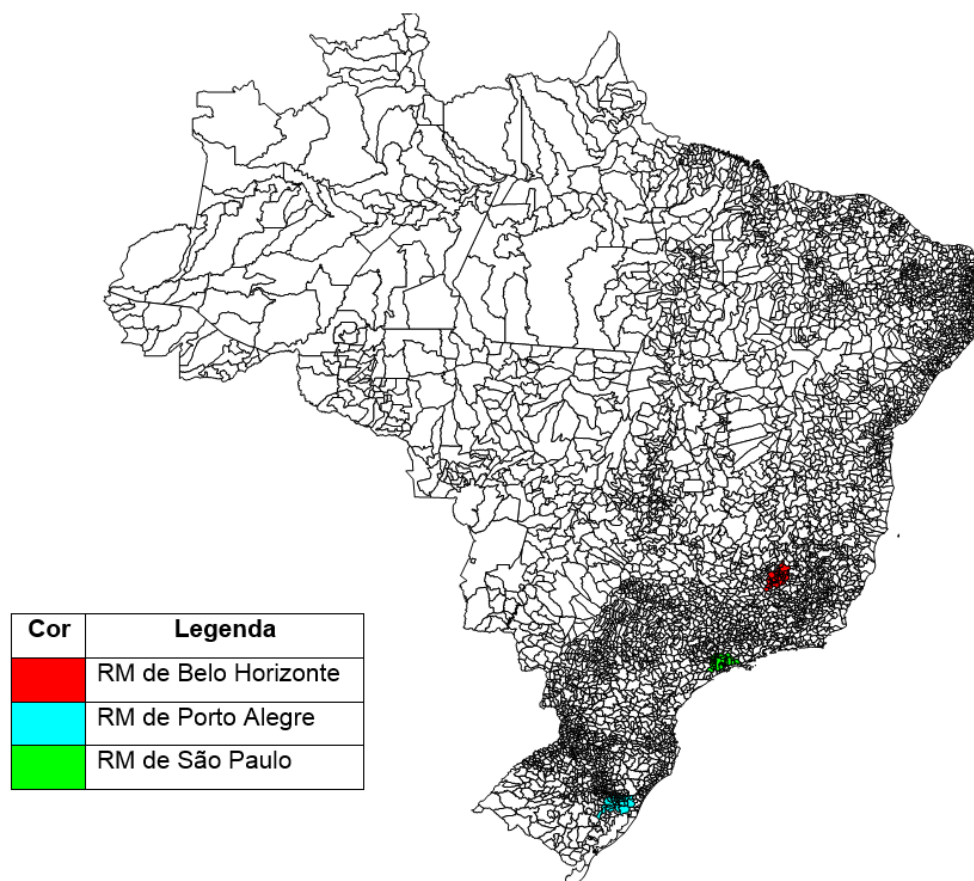 Cor Legenda
RM de Belo Horizonte
RM de Porto Alegre
RM de São Paulo